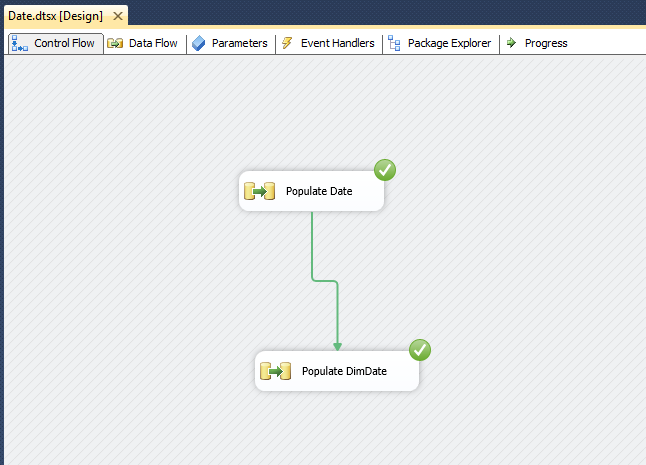 Date.dtsx [Design]
Control Flow Data Flow Parameters Event Handlers Package Explorer Progress
Populate Date
Populate DimDate